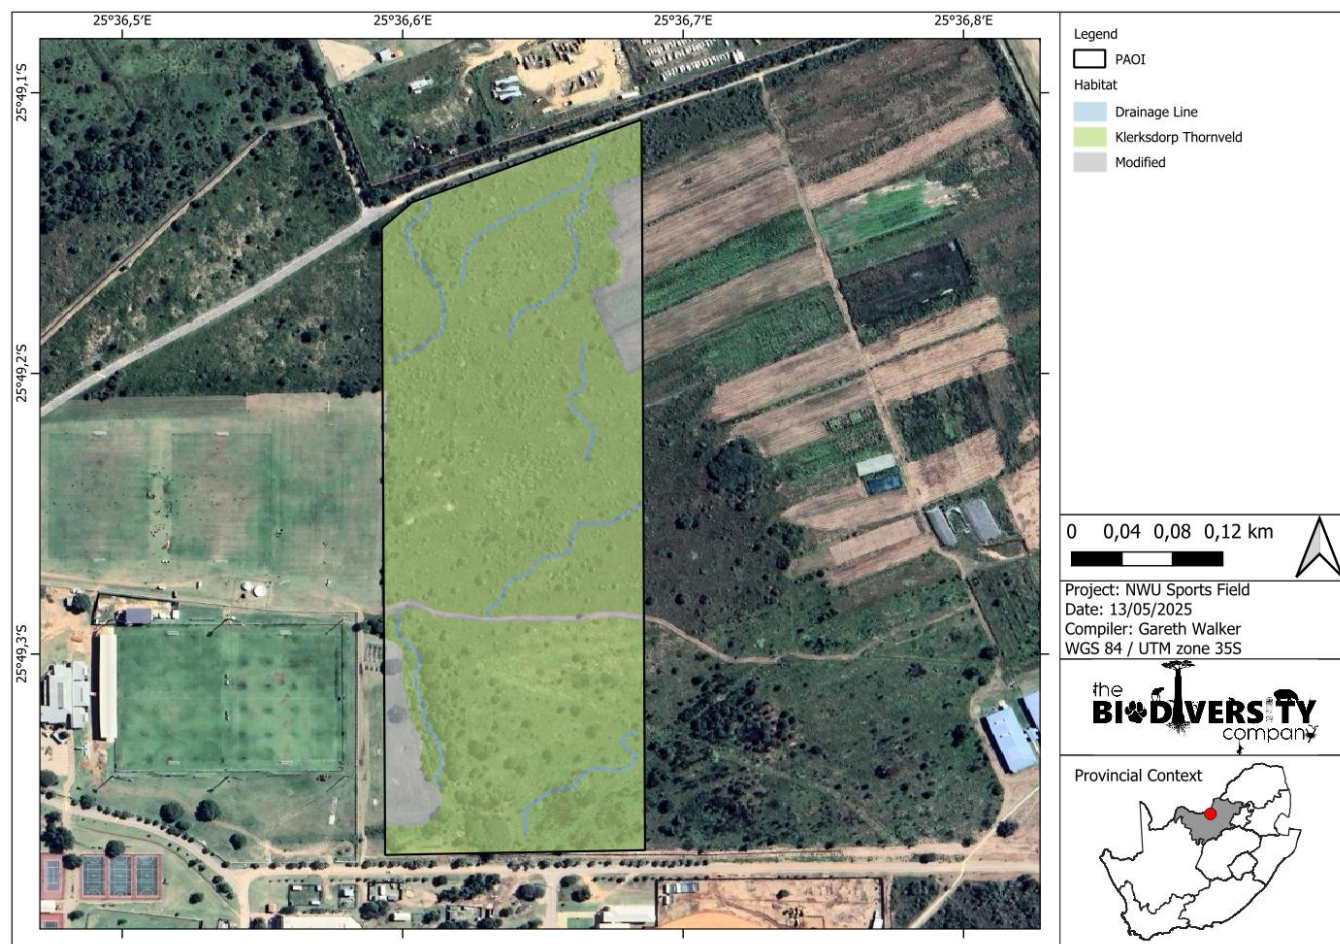 25°36,5'E
25°36,6'E
25°36,7'E
25°36,8'E
25°49,1'S
25°49,2'S
25°49,3'S
Legend
PAOI
Habitat
Drainage Line
Klerksdorp Thornveld
Modified
0 0,04 0,08 0,12 km
Project: NWU Sports Field
Date: 13/05/2025
Compiler: Gareth Walker
WGS 84 / UTM zone 35S
the
BIODIVERSITY
company
Provincial Context